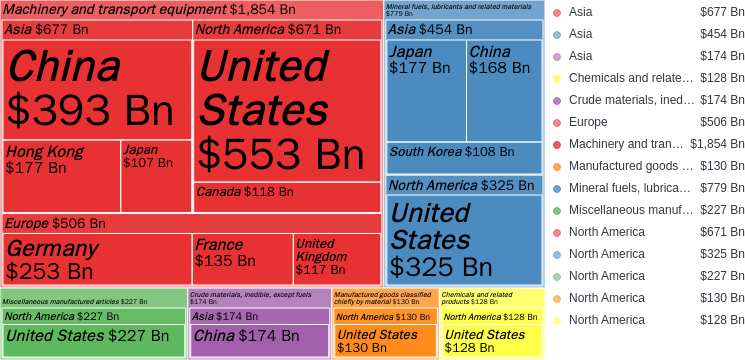 Machinery and transport equipment $1,854 Bn
Asia $677 Bn
China
$393 Bn
Hong Kong
$177 Bn
Japan
$107 Bn
North America $671 Bn
United
States
$553 Bn
Canada $118 Bn
Europe $506 Bn
Germany
$253 Bn
France
$135 Bn
United
Kingdom
$117 Bn
Mineral fuels, lubricants and related materials
$779 Bn
Asia $454 Bn
Japan
$177 Bn
China
$168 Bn
South Korea $108 Bn
North America $325 Bn
United
States
$325 Bn
Miscellaneous manufactured articles $227 Bn
North America $227 Bn
United States $227 Bn
Crude materials, inedible, except fuels
$174 Bn
Asia $174 Bn
China $174 Bn
Manufactured goods classified
chiefly by material $130 Bn
North America $130 Bn
United States
$130 Bn
Chemicals and related
products $128 Bn
North America $128 Bn
United States
$128 Bn
Asia $677 Bn
Asia $454 Bn
Asia $174 Bn
Chemicals and relate... $128 Bn
Crude materials, ined... $174 Bn
Europe $506 Bn
Machinery and tran... $1,854 Bn
Manufactured goods ... $130 Bn
Mineral fuels, lubrica... $779 Bn
Miscellaneous manuf... $227 Bn
North America $671 Bn
North America $325 Bn
North America $227 Bn
North America $130 Bn
North America $128 Bn